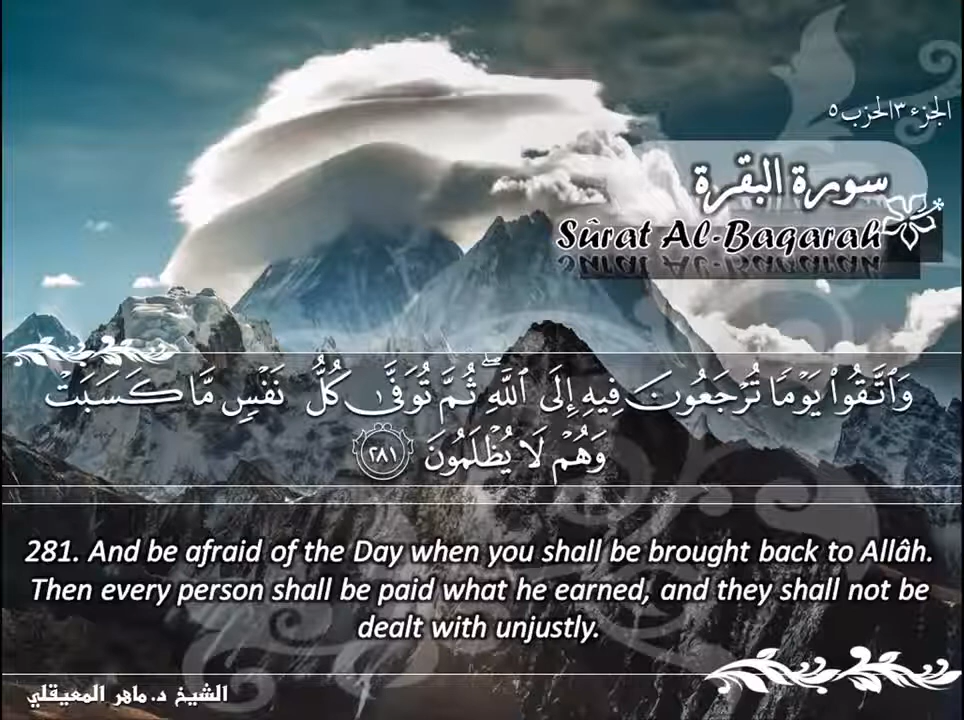 الجزء ٣ الحزب ٥
سورة البقرة
Sûrat Al-Baqarah
وَٱتَّقُوا۟ يَوْمًا تُرْجَعُونَ فِيهِ إِلَى ٱللَّهِ ۖ ثُمَّ تُوَفَّىٰ كُلُّ نَفْسٍ مَّا كَسَبَتْ
وَهُمْ لَا يُظْلَمُونَ ٢٨١
281. And be afraid of the Day when you shall be brought back to Allâh.
Then every person shall be paid what he earned, and they shall not be
dealt with unjustly.
الشيخ د. ماهر المعيقلي